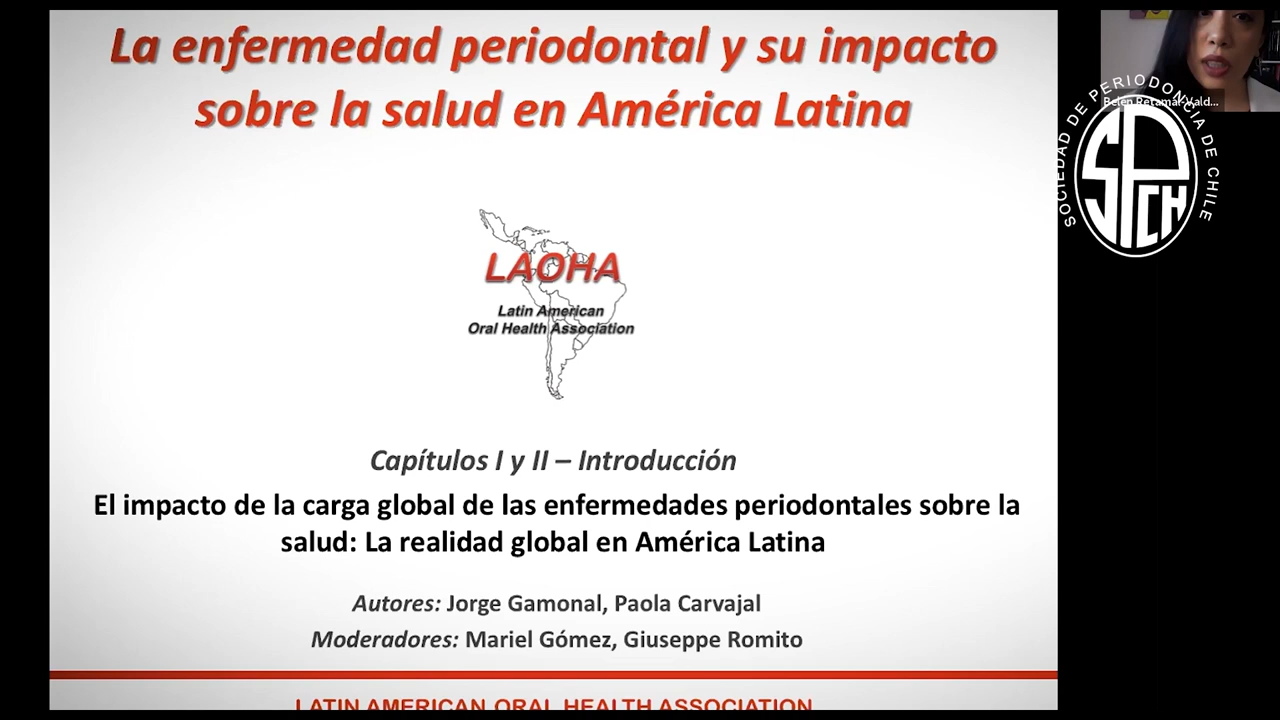 La enfermedad periodontal y su impacto
sobre la salud en América Latina
LAOHA
Latin American
Oral Health Association
Capítulos I y II – Introducción
El impacto de la carga global de las enfermedades periodontales sobre la
salud: La realidad global en América Latina
Autores: Jorge Gamonal, Paola Carvajal
Moderadores: Mariel Gómez, Giuseppe Romito
LATIN AMERICAN ORAL HEALTH ASSOCIATION
Belén Retamal-Vald...
SOCIEDAD DE PERIODONCIA DE CHILE
SPCH